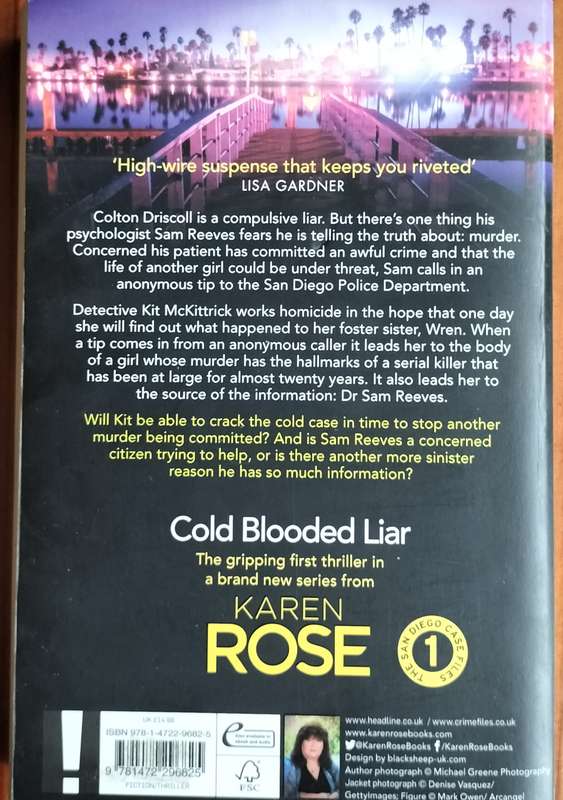 'High-wire suspense that keeps you riveted'
LISA GARDNER
Colton Driscoll is a compulsive liar. But there's one thing his
psychologist Sam Reeves fears he is telling the truth about: murder.
Concerned his patient has committed an awful crime and that the
life of another girl could be under threat, Sam calls in an
anonymous tip to the San Diego Police Department.
Detective Kit McKittrick works homicide in the hope that one day
she will find out what happened to her foster sister, Wren. When
a tip comes in from an anonymous caller it leads her to the body
of a girl whose murder has the hallmarks of a serial killer that
has been at large for almost twenty years. It also leads her to
the source of the information: Dr Sam Reeves.
Will Kit be able to crack the cold case in time to stop another
murder being committed? And is Sam Reeves a concerned
citizen trying to help, or is there another more sinister
reason he has so much information?
Cold Blooded Liar
The gripping first thriller in
a brand new series from
KAREN
ROSE
THE SAN DIEGO CASE FILES
1
!
UK £14.99
ISBN 978-1-4722-9682-5
9 781472 296825
FICTION/THRILLER
e
Also available in
ebook and audio
FSC
www.headline.co.uk / www.crimefiles.co.uk
www.karenrosebooks.com
@KarenRoseBooks f/KarenRoseBooks
Design by blacksheep-uk.com
Author photograph © Michael Greene Photography
Jacket photograph © Denise Vasquez/
GettyImages: Figure © Mark Owen/ Arcangel